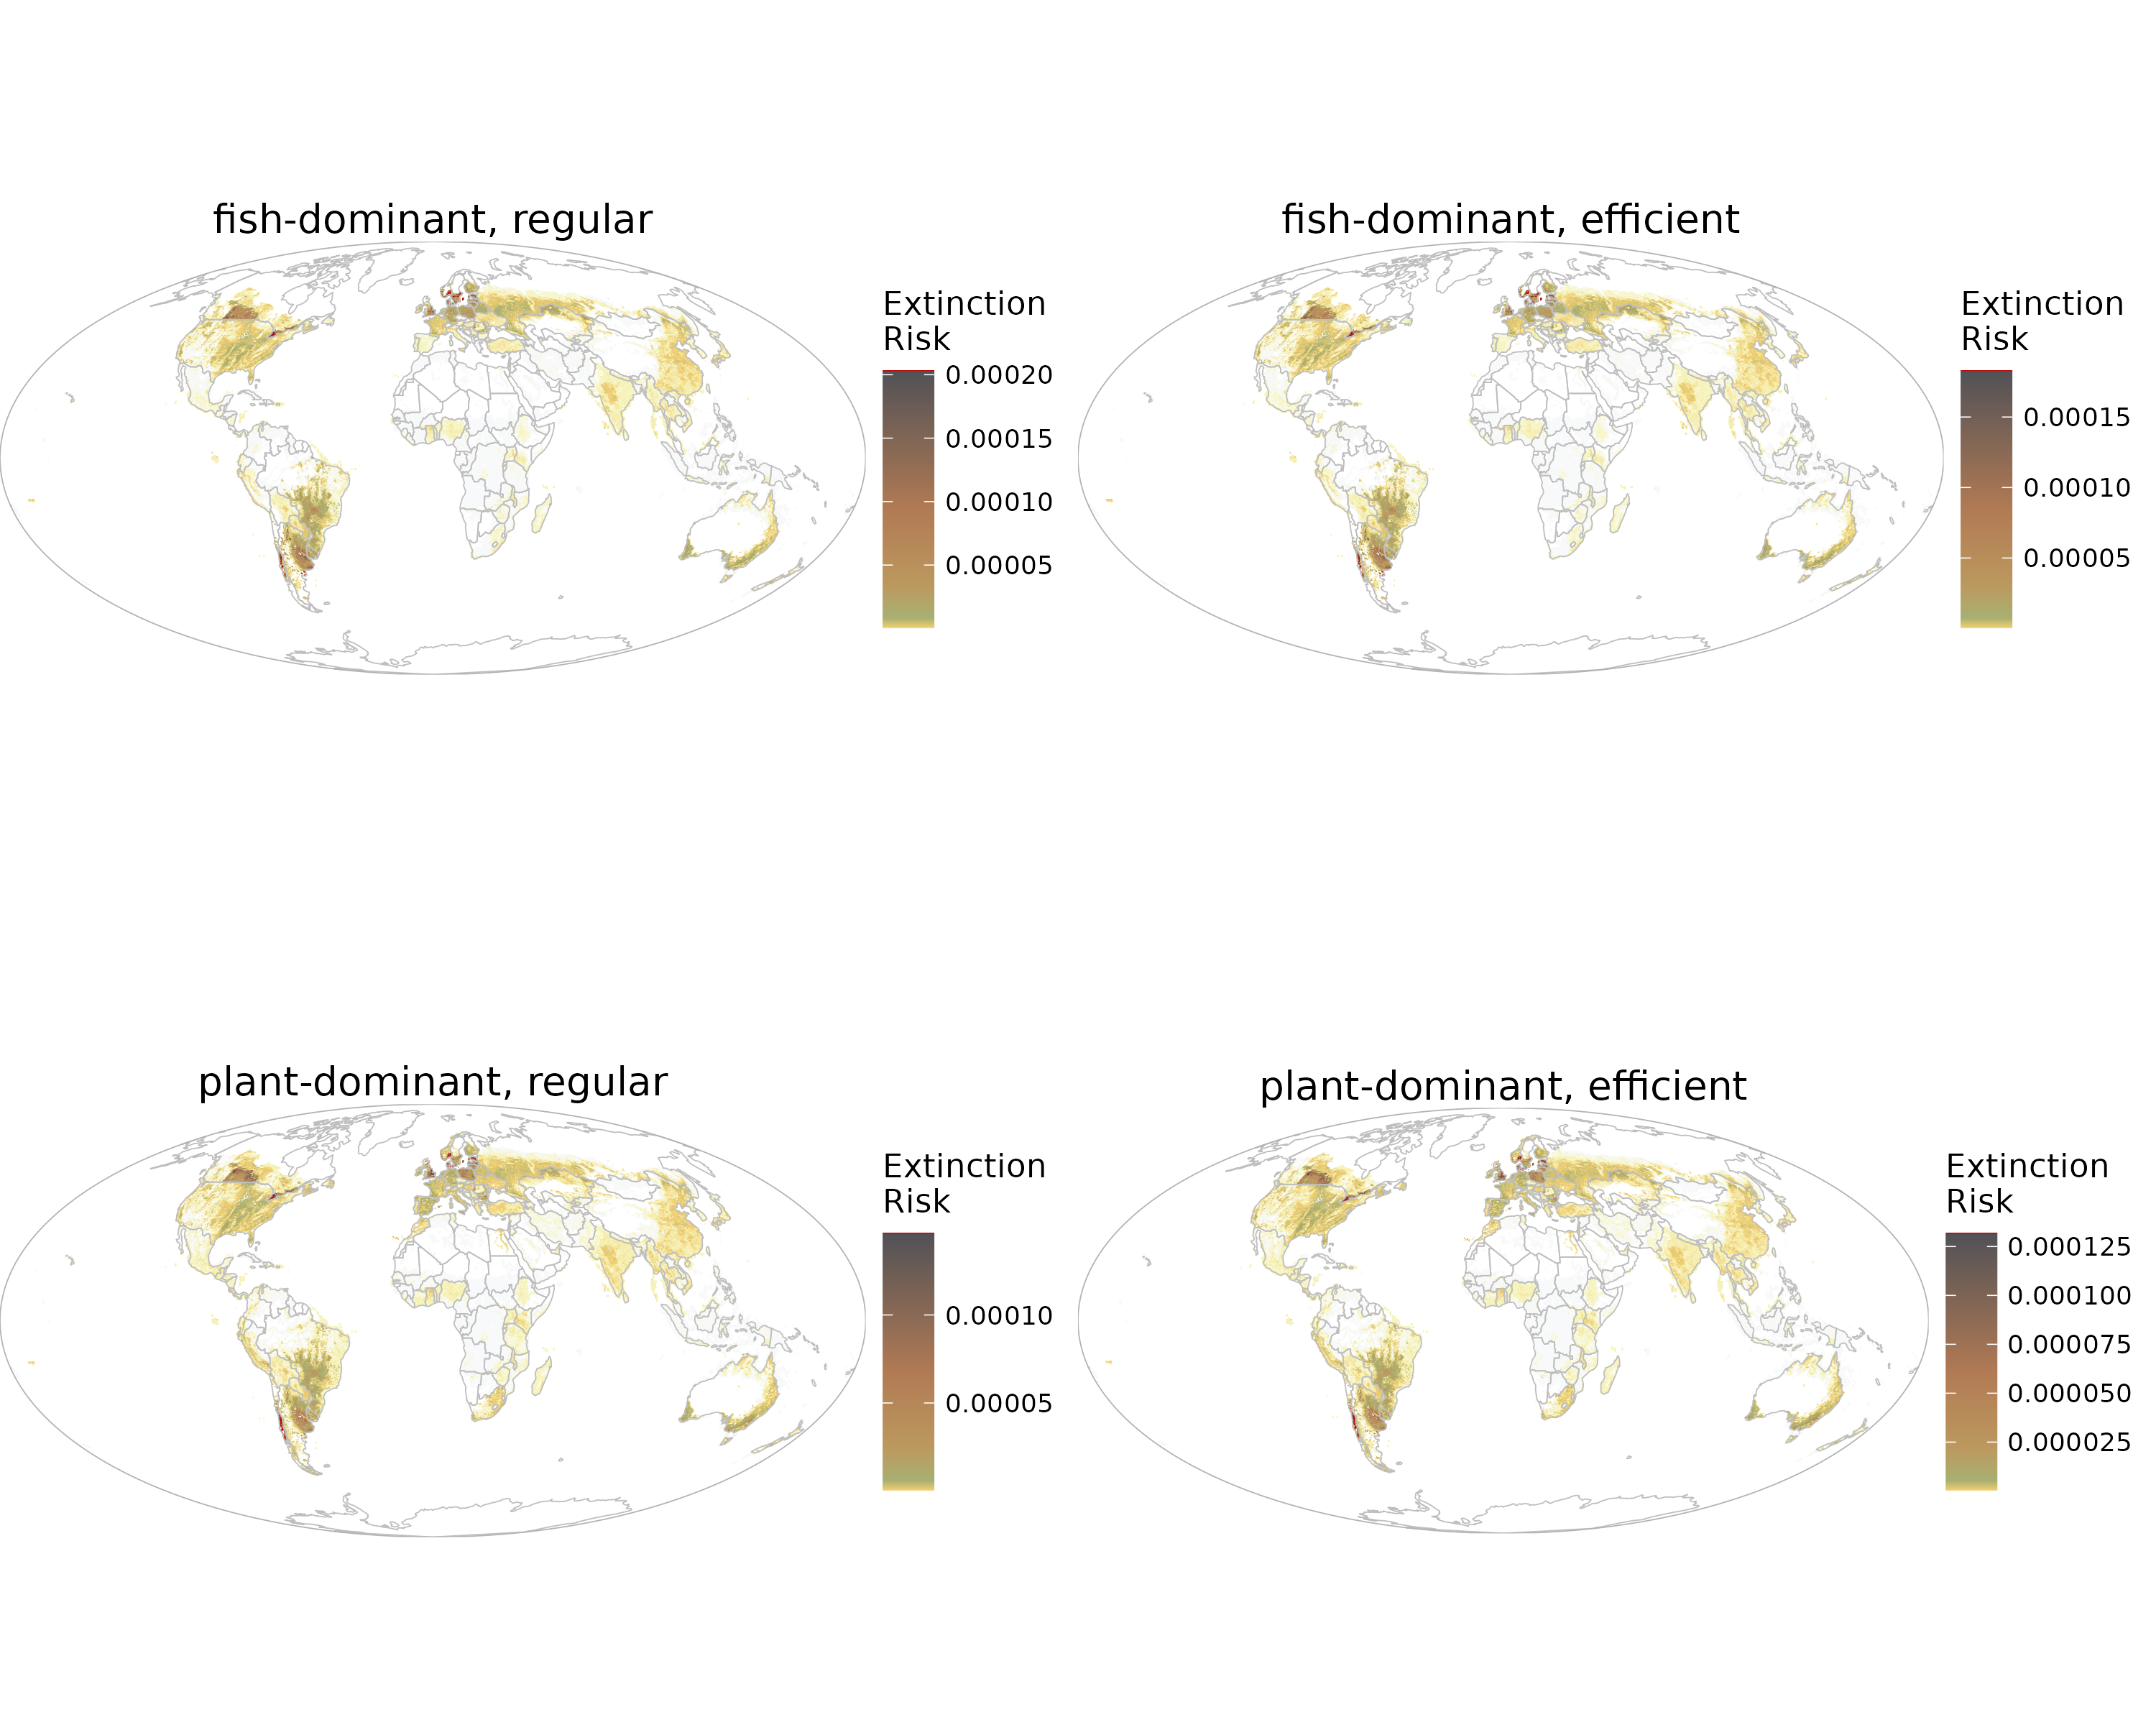 fish-dominant, regular
Extinction
Risk
0.00020
0.00015
0.00010
0.00005
fish-dominant, efficient
Extinction
Risk
0.00015
0.00010
0.00005
plant-dominant, regular
Extinction
Risk
0.00010
0.00005
plant-dominant, efficient
Extinction
Risk
0.000125
0.000100
0.000075
0.000050
0.000025